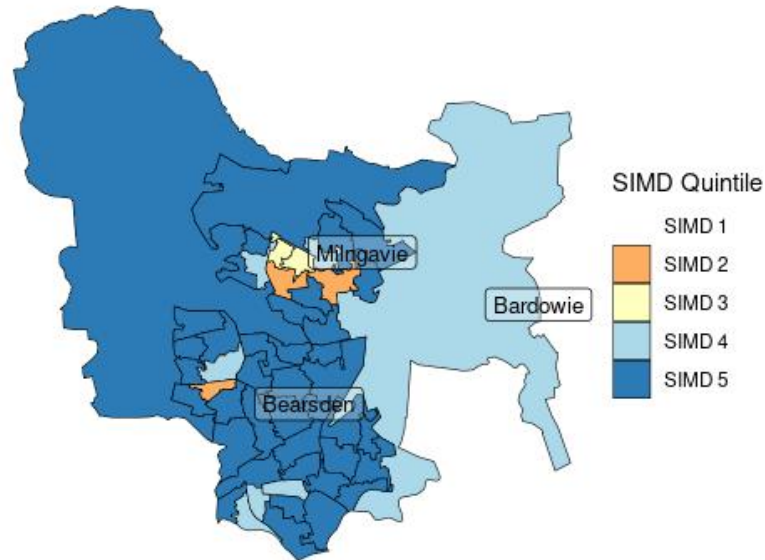 SIMD Quintile
SIMD 1
SIMD 2
SIMD 3
SIMD 4
SIMD 5
Milngavie
Bardowie
Bearsden